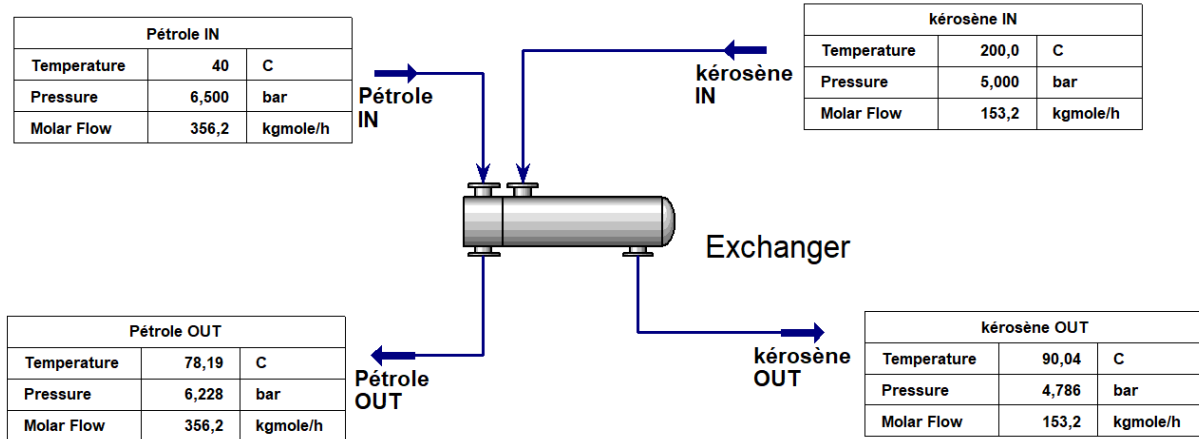 Pétrole IN
Temperature 40 C
Pressure 6,500 bar
Molar Flow 356,2 kgmole/h
Pétrole
IN
kérosène
IN
kérosène IN
Temperature 200,0 C
Pressure 5,000 bar
Molar Flow 153,2 kgmole/h
Exchanger
Pétrole OUT
Temperature 78,19 C
Pressure 6,228 bar
Molar Flow 356,2 kgmole/h
Pétrole
OUT
kérosène
OUT
kérosène OUT
Temperature 90,04 C
Pressure 4,786 bar
Molar Flow 153,2 kgmole/h